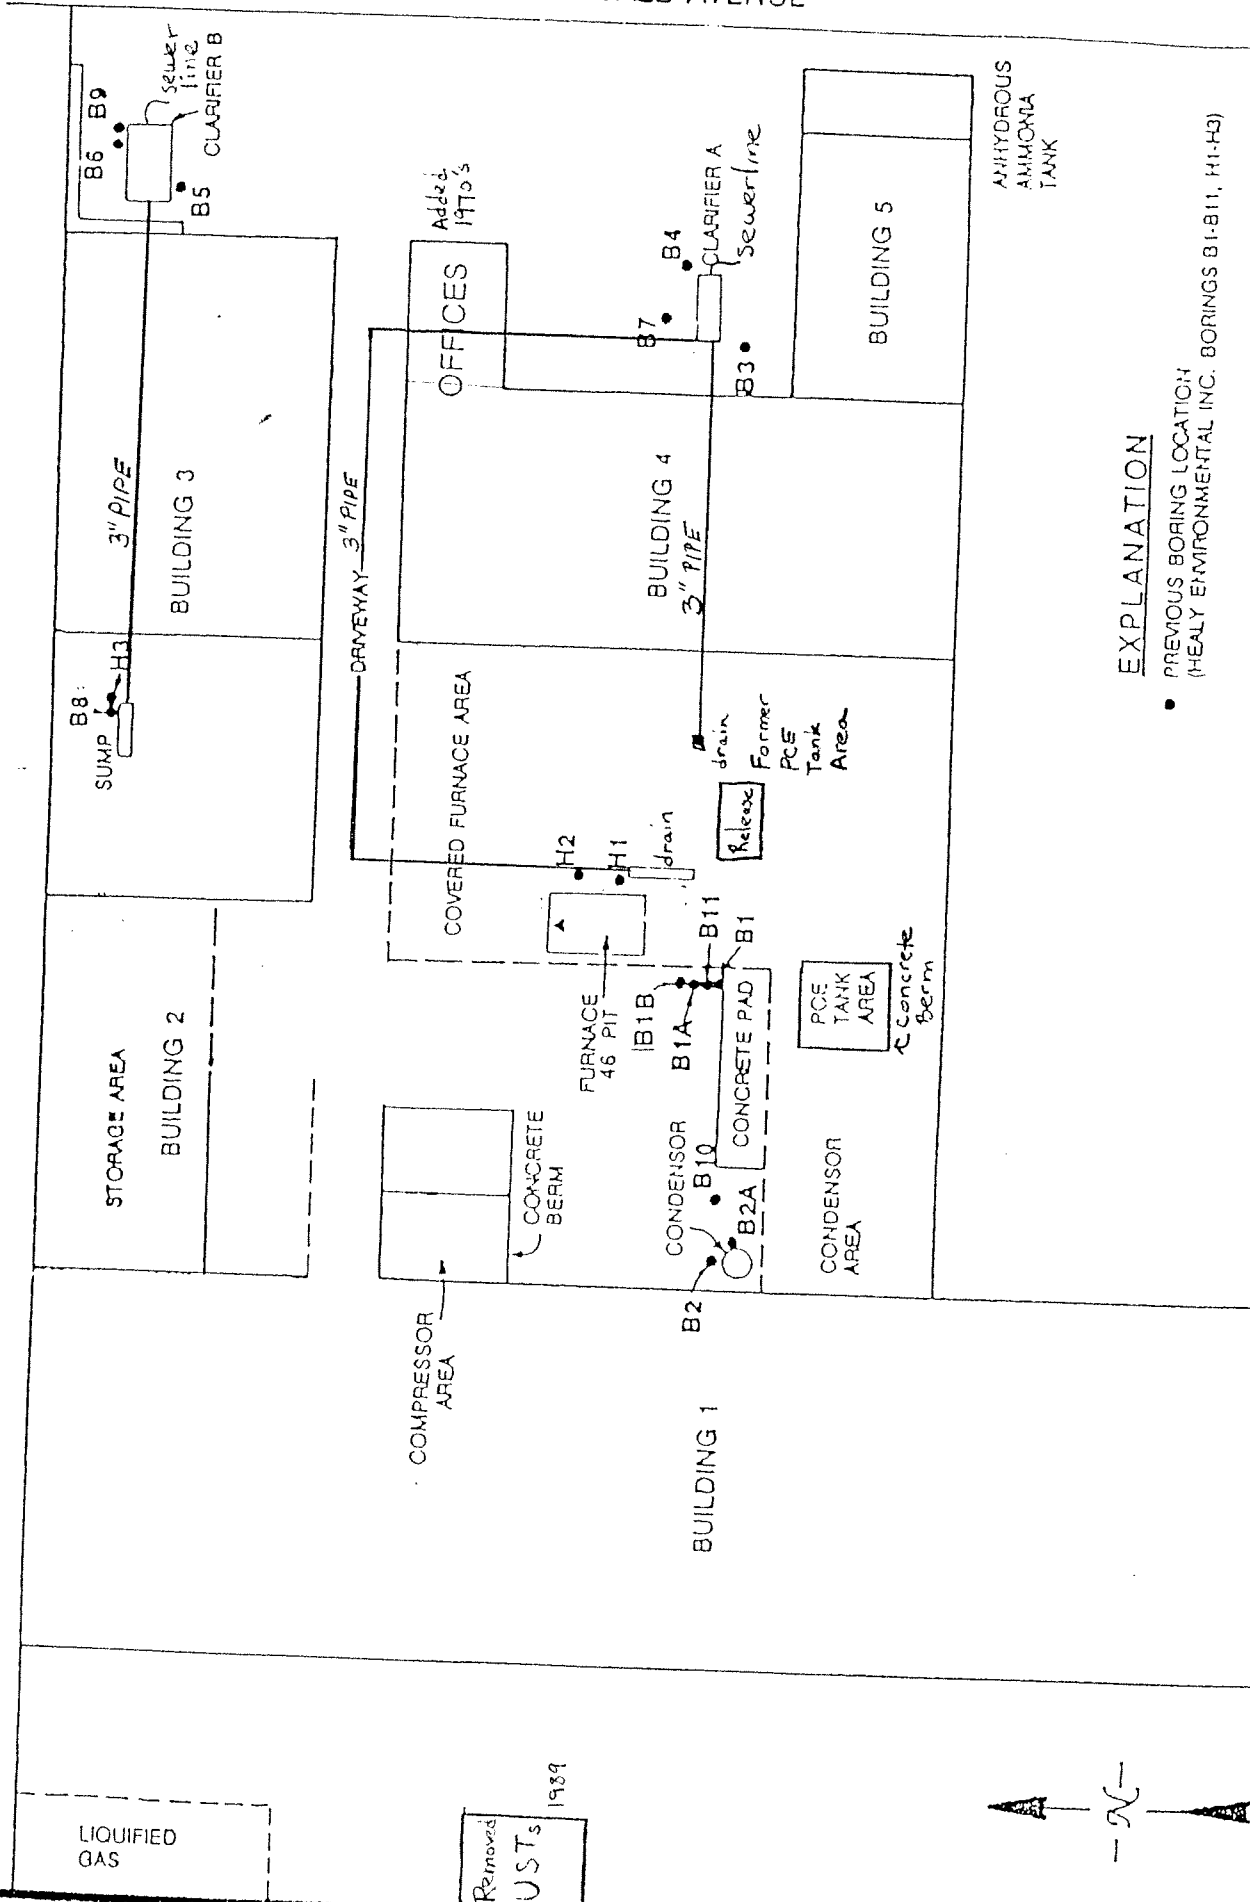 AVENUE
B9
B6
sewer
line
CLARIFIER B
B5
3" PIPE
BUILDING 3
B8
H3
SUMP
STORAGE AREA
BUILDING 2
LIQUIFIED
GAS
Added
1970's
OFFICES
DRIVEWAY
3" PIPE
COVERED FURNACE AREA
B4
CLARIFIER A
sewerline
B7
B3
BUILDING 4
3" PIPE
BUILDING 5
ANHYDROUS
AMMONIA
TANK
drain
Former
PCE
Tank
Area
Release
H2
H1
drain
FURNACE
46 PIT
B1B
B1A
B11
B1
CONCRETE PAD
PCE
TANK
AREA
Concrete
Berm
CONCRETE
BERM
CONDENSOR
B10
B2A
B2
CONDENSOR
AREA
COMPRESSOR
AREA
BUILDING 1
Removed
USTs
1989
N
EXPLANATION
PREVIOUS BORING LOCATION
(HEALY ENVIRONMENTAL INC. BORINGS B1-B11, H1-H3)